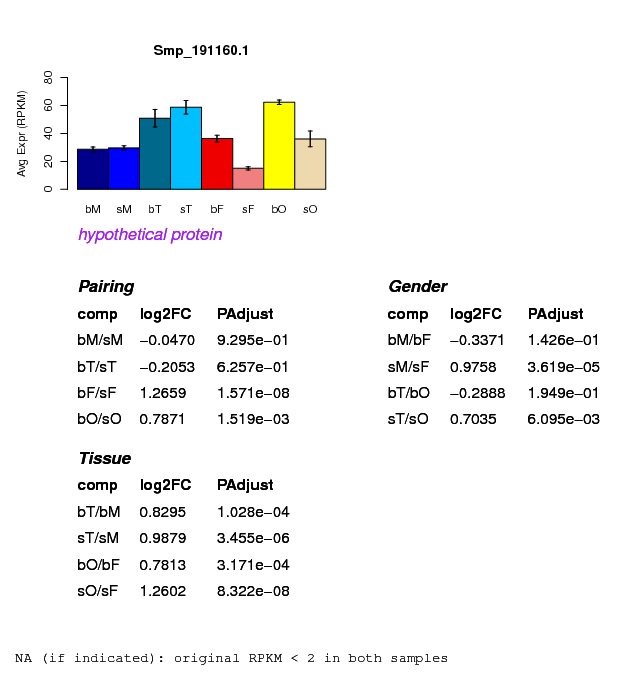 Smp_191160.1
Avg Expr (RPKM)
80
60
40
20
0
bM sM bT sT bF sF bO sO
hypothetical protein
Pairing
comp log2FC PAdjust
bM/sM −0.0470 9.295e−01
bT/sT −0.2053 6.257e−01
bF/sF 1.2659 1.571e−08
bO/sO 0.7871 1.519e−03
Gender
comp log2FC PAdjust
bM/bF −0.3371 1.426e−01
sM/sF 0.9758 3.619e−05
bT/bO −0.2888 1.949e−01
sT/sO 0.7035 6.095e−03
Tissue
comp log2FC PAdjust
bT/bM 0.8295 1.028e−04
sT/sM 0.9879 3.455e−06
bO/bF 0.7813 3.171e−04
sO/sF 1.2602 8.322e−08
NA (if indicated): original RPKM < 2 in both samples